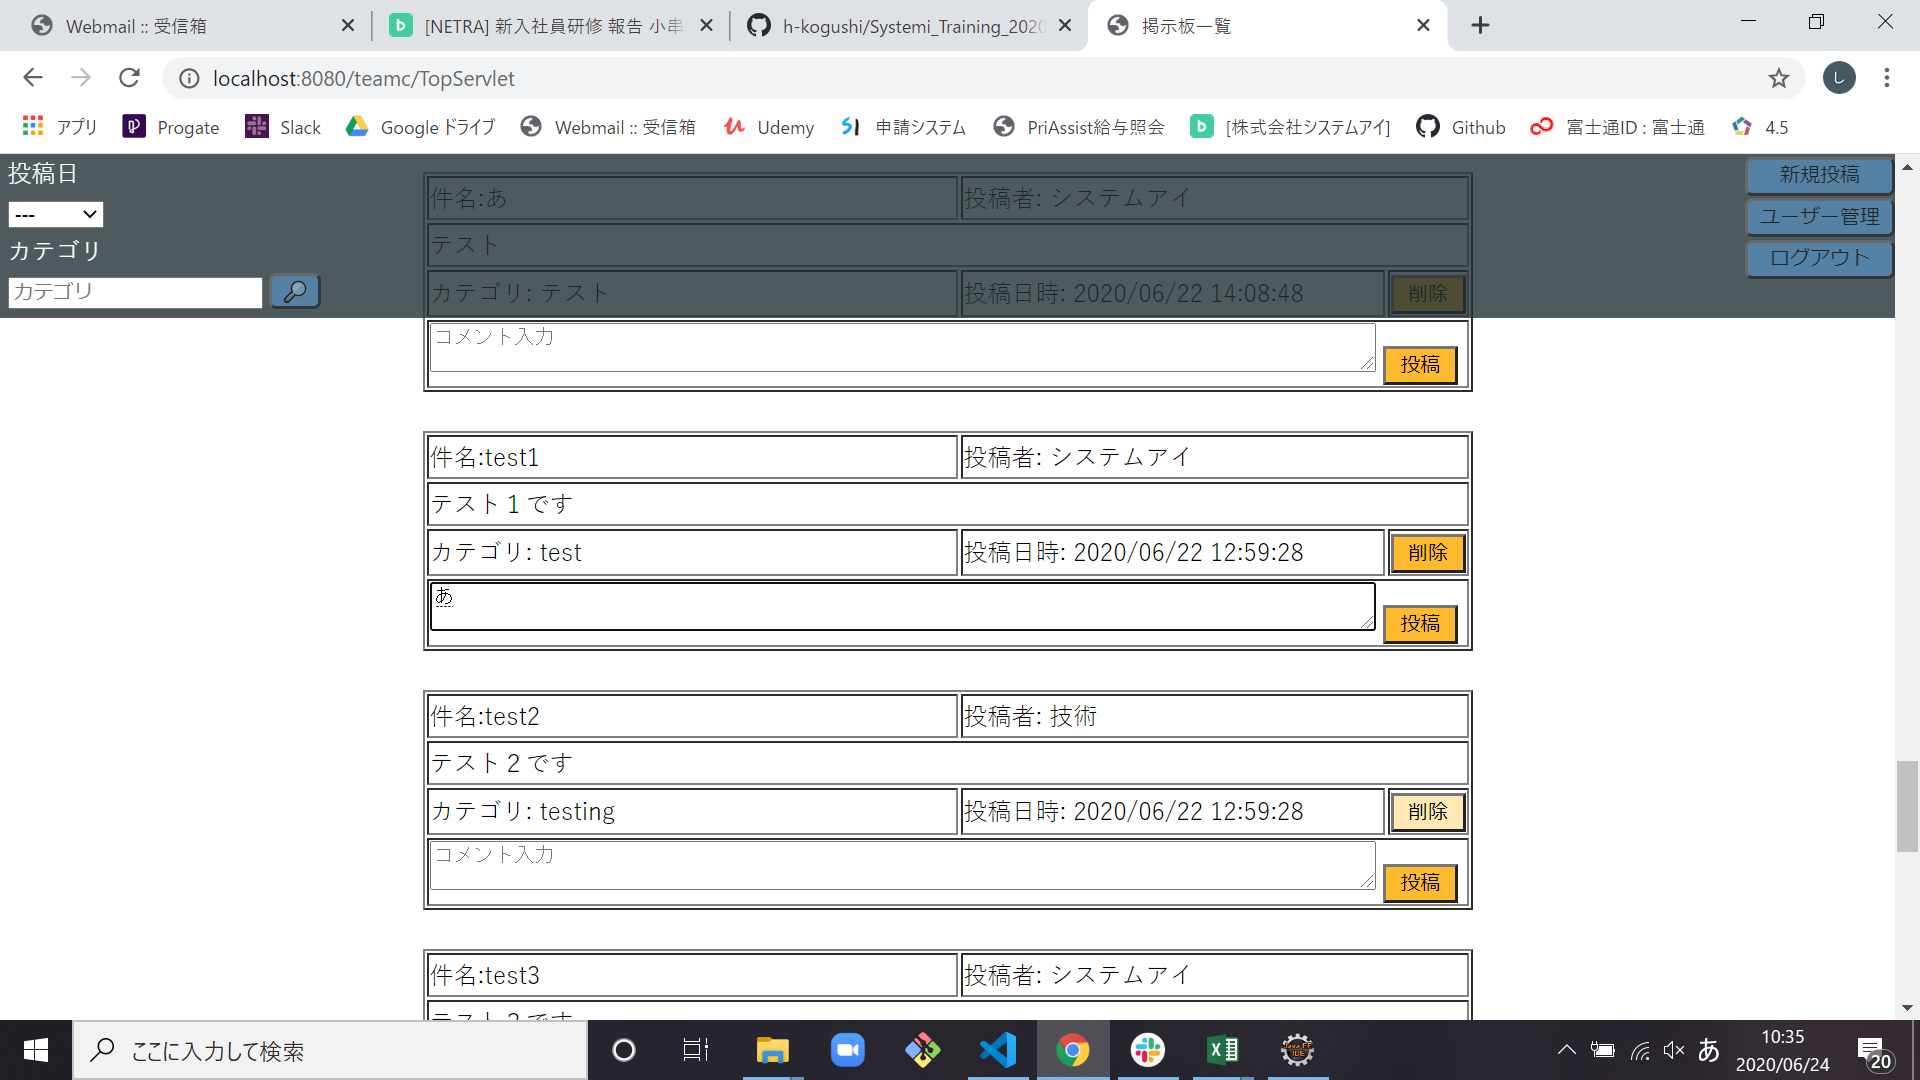 Webmail :: 受信箱
[NETRA] 新入社員研修 報告 小串
h-kogushi/Systemi_Training_2020
掲示板一覧
localhost:8080/teamc/TopServlet
し
アプリ
Progate
Slack
Google ドライブ
Webmail :: 受信箱
Udemy
申請システム
PriAssist給与照会
[株式会社システムアイ]
Github
富士通ID : 富士通
4.5
投稿日
---
カテゴリ
カテゴリ
新規投稿
ユーザー管理
ログアウト
件名:あ
投稿者: システムアイ
テスト
カテゴリ: テスト
投稿日時: 2020/06/22 14:08:48
削除
コメント入力
投稿
件名:test1
投稿者: システムアイ
テスト１です
カテゴリ: test
投稿日時: 2020/06/22 12:59:28
削除
あ
投稿
件名:test2
投稿者: 技術
テスト２です
カテゴリ: testing
投稿日時: 2020/06/22 12:59:28
削除
コメント入力
投稿
件名:test3
投稿者: システムアイ
ここに入力して検索
あ
10:35
2020/06/24
20